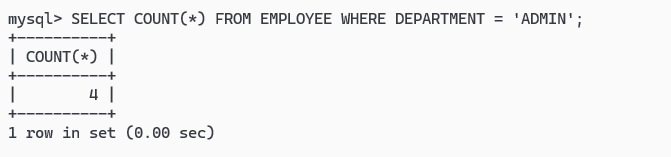 mysql> SELECT COUNT(*) FROM EMPLOYEE WHERE DEPARTMENT = 'ADMIN';
+----------+
| COUNT(*) |
+----------+
|        4 |
+----------+
1 row in set (0.00 sec)